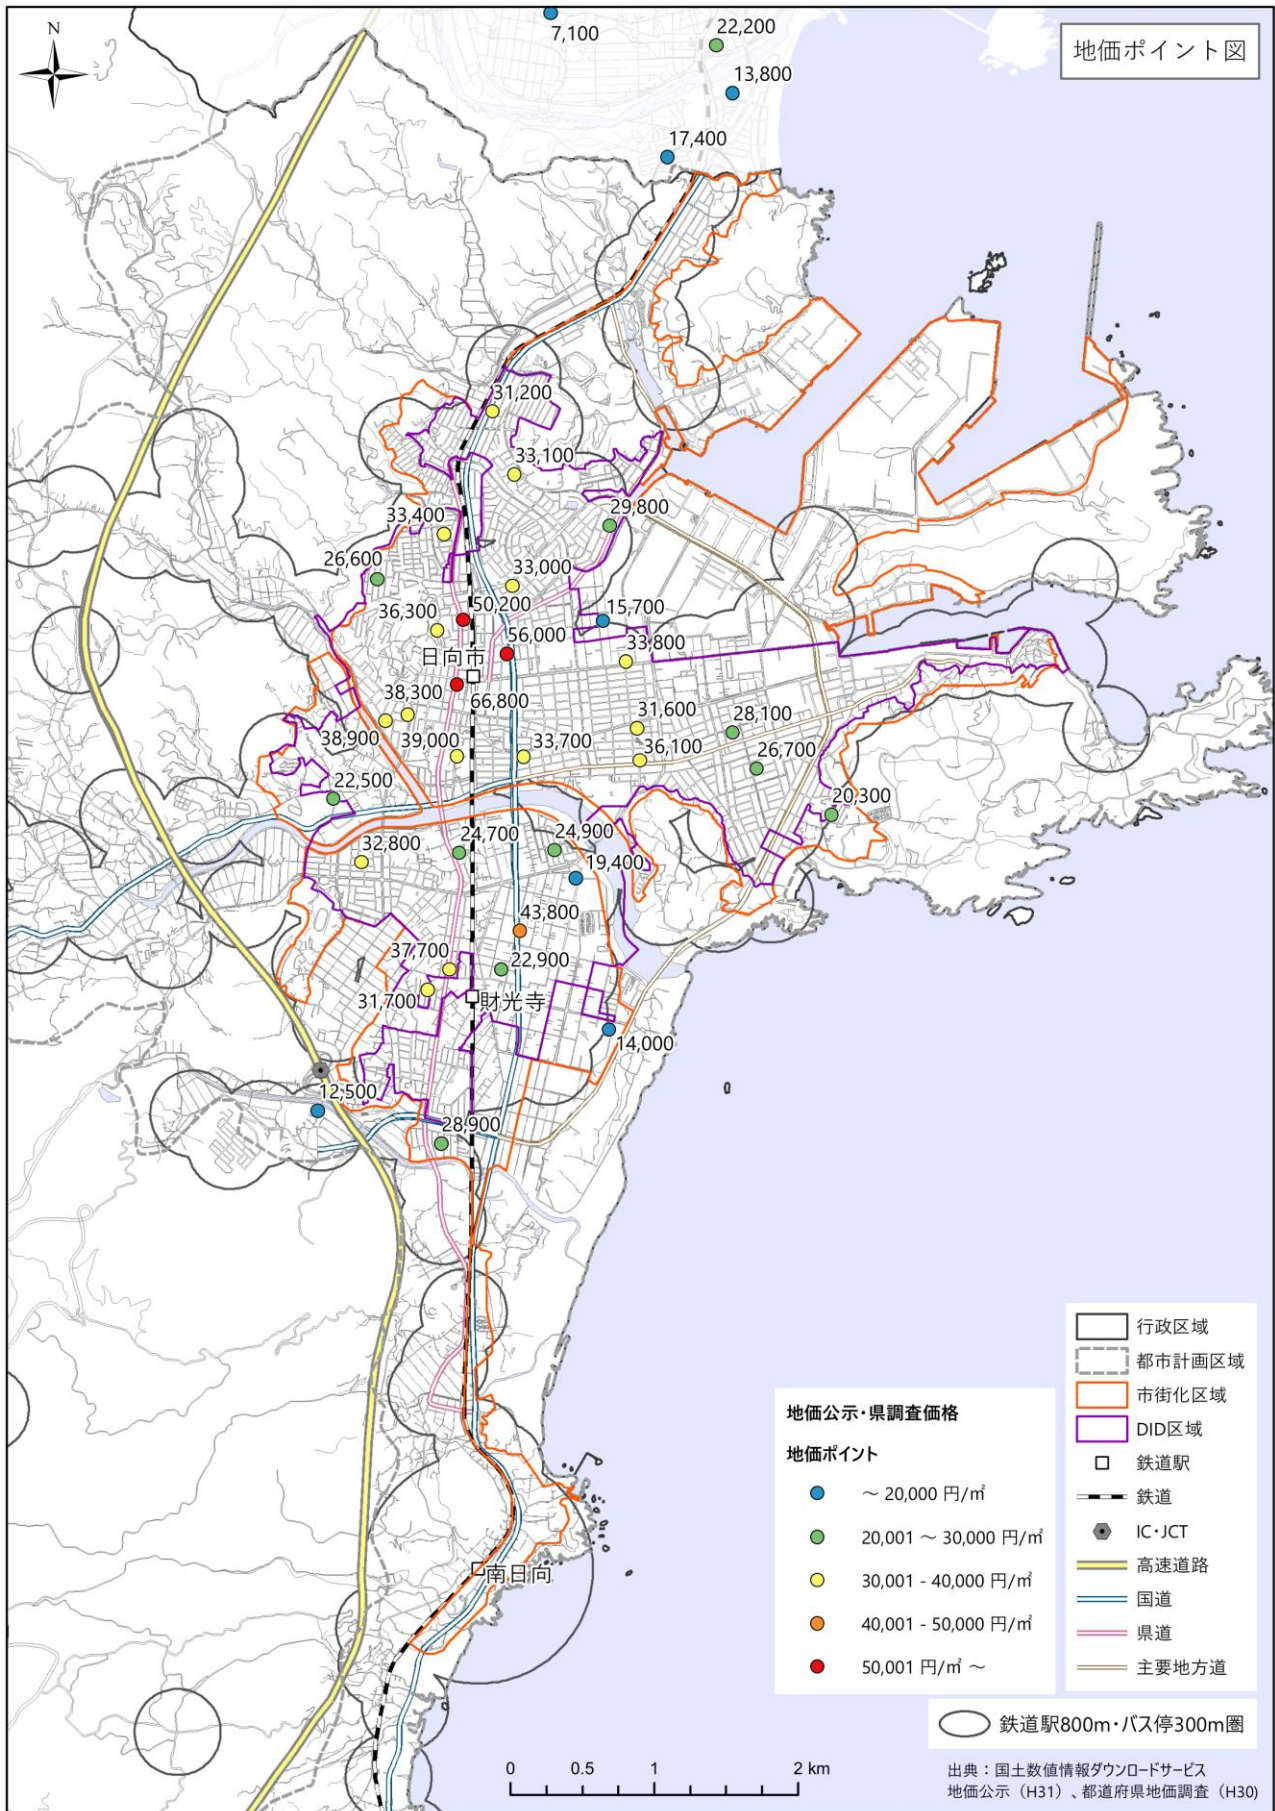 地価ポイント図
N
7,100
22,200
13,800
17,400
31,200
33,100
33,400
29,800
26,600
33,000
36,300
50,200
15,700
56,000
33,800
日向市
38,300
66,800
31,600
28,100
38,900
39,000
33,700
36,100
26,700
22,500
20,300
32,800
24,700
24,900
19,400
43,800
37,700
22,900
31,700
財光寺
14,000
12,500
28,900
南日向
行政区域
都市計画区域
市街化区域
DID区域
鉄道駅
鉄道
IC・JCT
高速道路
国道
県道
主要地方道
地価公示・県調査価格
地価ポイント
～ 20,000 円/㎡
20,001 ～ 30,000 円/㎡
30,001 - 40,000 円/㎡
40,001 - 50,000 円/㎡
50,001 円/㎡ ～
鉄道駅800m・バス停300m圏
0 0.5 1 2 km
出典：国土数値情報ダウンロードサービス
地価公示（H31）、都道府県地価調査（H30)